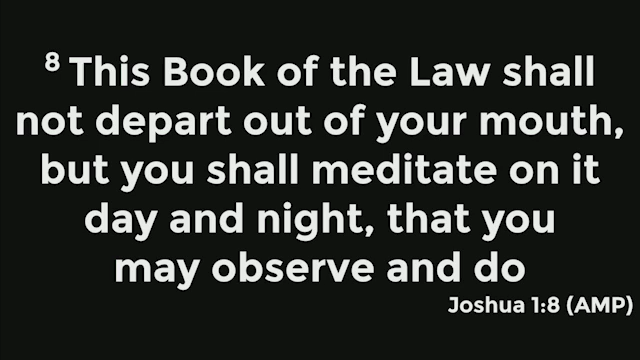 8 This Book of the Law shall
not depart out of your mouth,
but you shall meditate on it
day and night, that you
may observe and do
Joshua 1:8 (AMP)